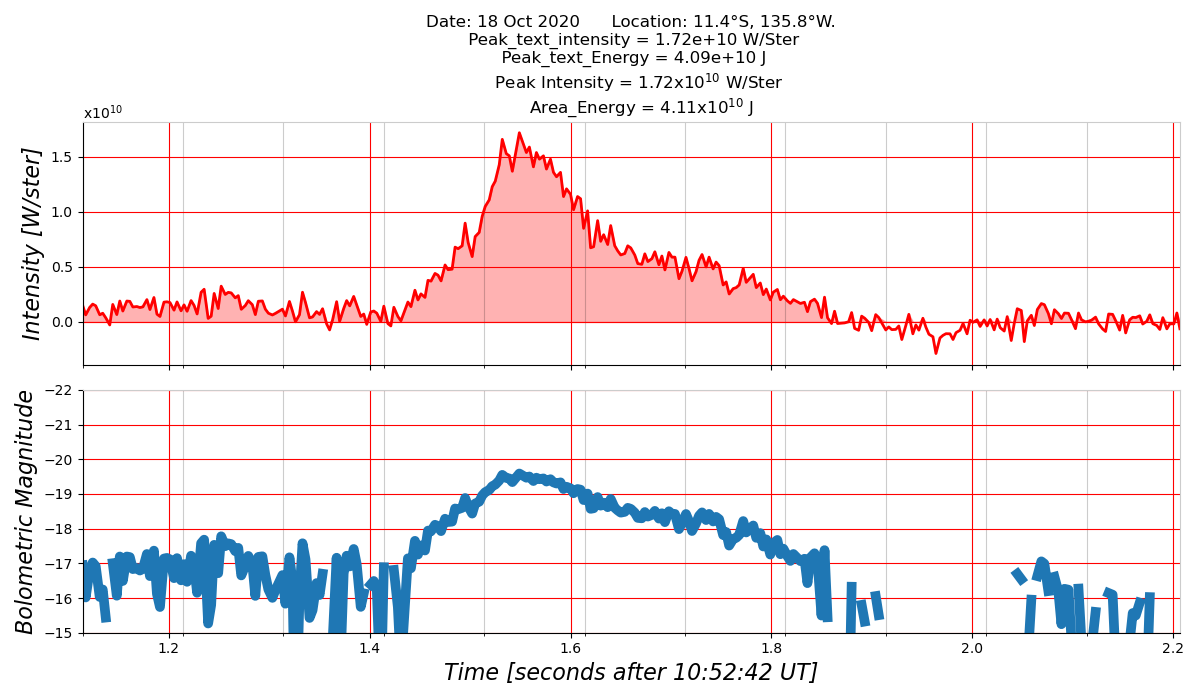 Date: 18 Oct 2020 Location: 11.4°S, 135.8°W.
Peak_text_intensity = 1.72e+10 W/Ster
Peak_text_Energy = 4.09e+10 J
Peak Intensity = 1.72x10¹⁰ W/Ster
Area_Energy = 4.11x10¹⁰ J
x10¹⁰
Intensity [W/ster]
1.5
1.0
0.5
0.0
Bolometric Magnitude
−22
−21
−20
−19
−18
−17
−16
−15
1.2 1.4 1.6 1.8 2.0 2.2
Time [seconds after 10:52:42 UT]